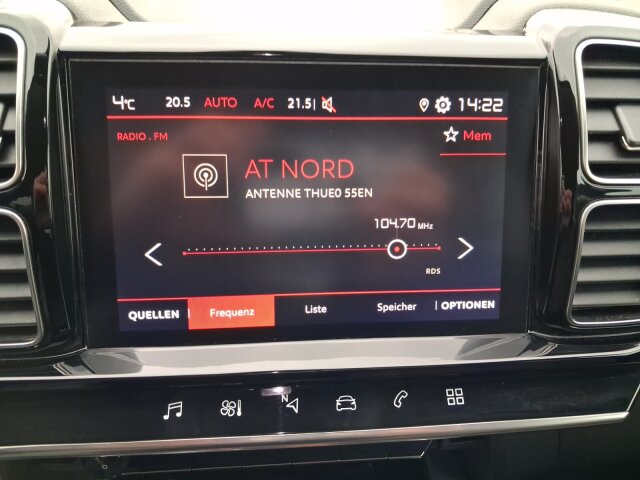 4°C 20.5 AUTO A/C 21.5 14:22
RADIO . FM
Mem
AT NORD
ANTENNE THUE0 55EN
104.70 MHz
RDS
QUELLEN Frequenz Liste Speicher OPTIONEN
N